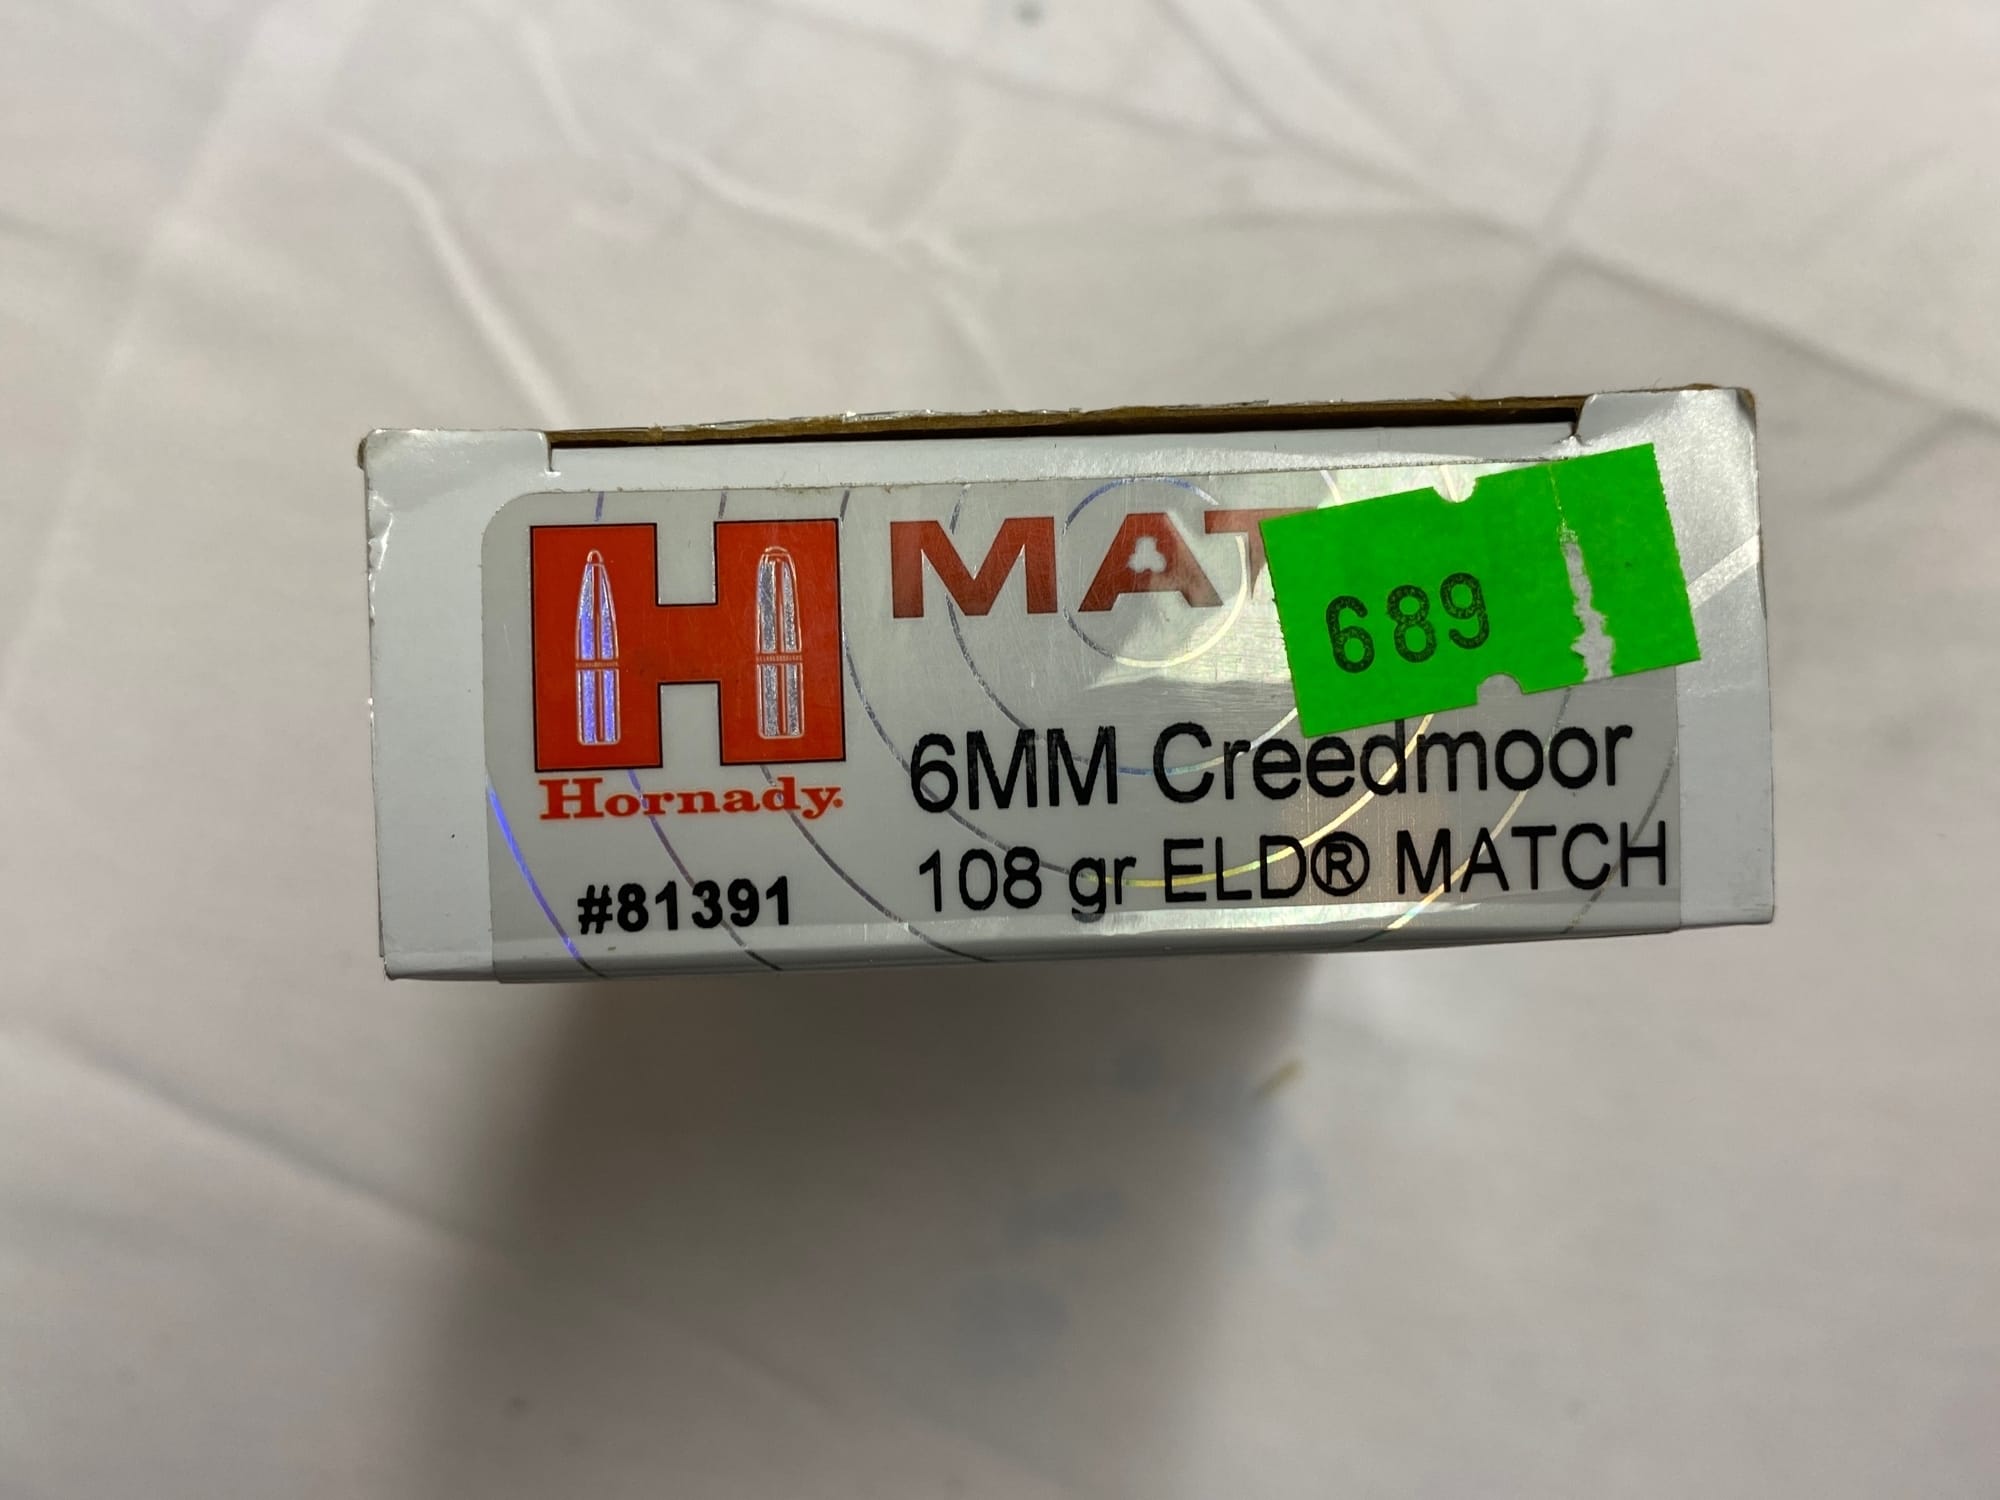 MAT
689
Hornady.
6MM Creedmoor
108 gr ELD® MATCH
#81391